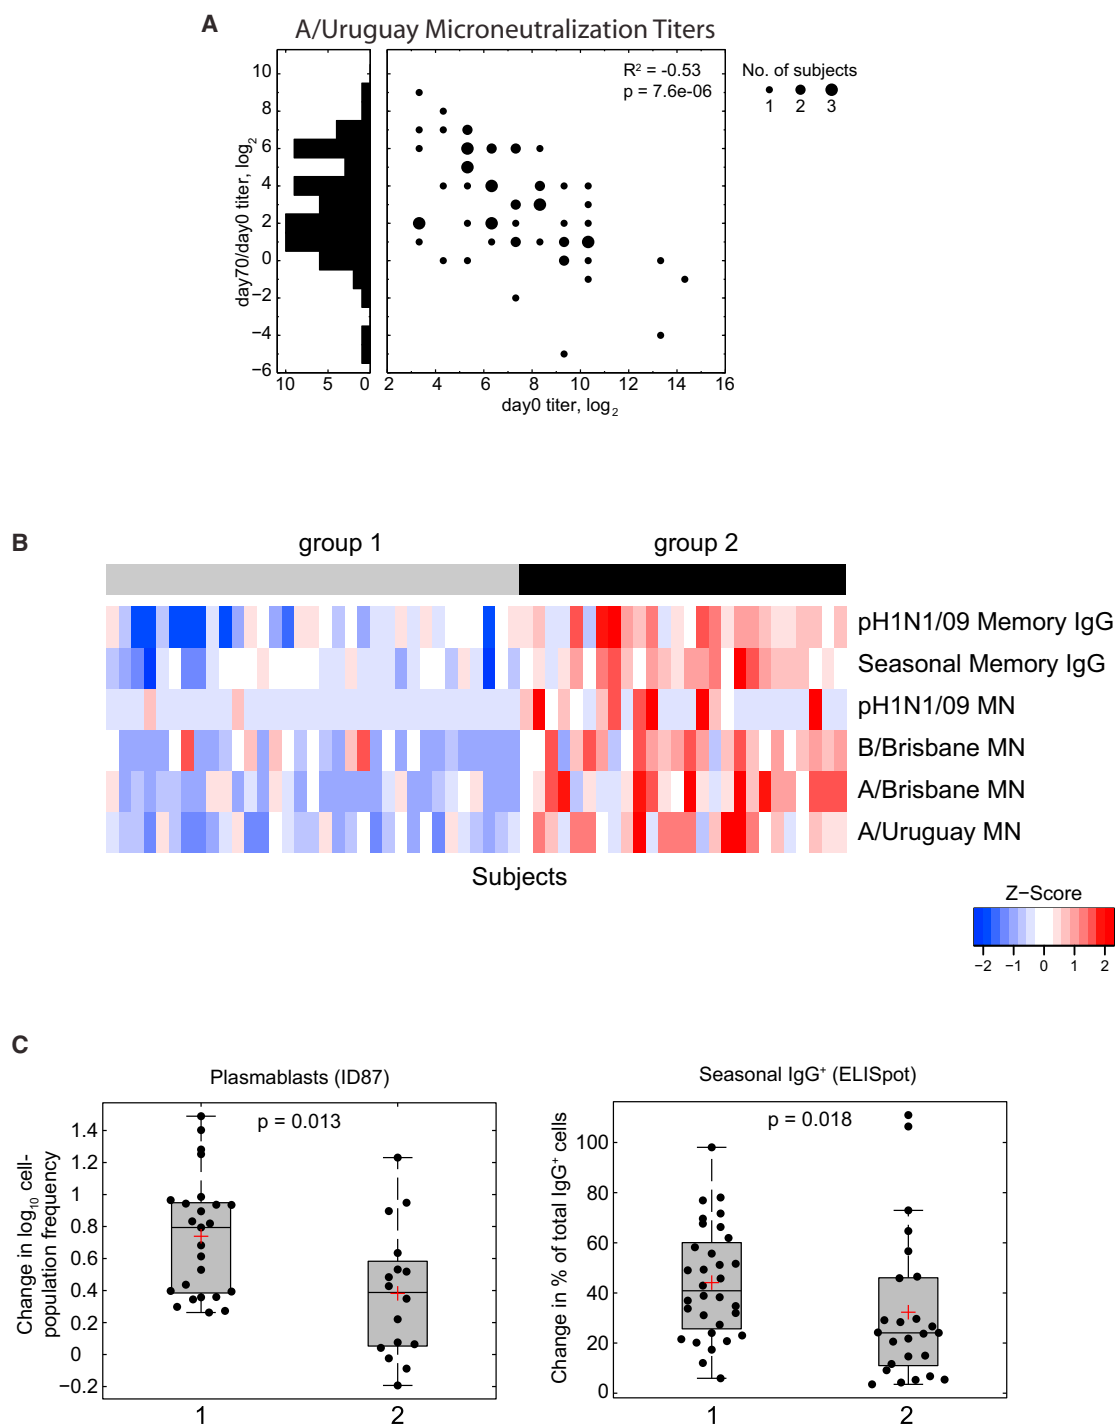 A
A/Uruguay Microneutralization Titers
R² = -0.53
p = 7.6e-06
No. of subjects
1 2 3
day70/day0 titer, log₂
10
8
6
4
2
0
−2
−4
−6
10 5 0
2 4 6 8 10 12 14 16
day0 titer, log₂
B
group 1
group 2
pH1N1/09 Memory IgG
Seasonal Memory IgG
pH1N1/09 MN
B/Brisbane MN
A/Brisbane MN
A/Uruguay MN
Subjects
Z−Score
−2 −1 0 1 2
C
Plasmablasts (ID87)
p = 0.013
Change in log₁₀ cell-
population frequency
1.4
1.2
1
0.8
0.6
0.4
0.2
0
−0.2
1 2
Seasonal IgG⁺ (ELISpot)
p = 0.018
Change in % of total IgG⁺ cells
100
80
60
40
20
0
1 2